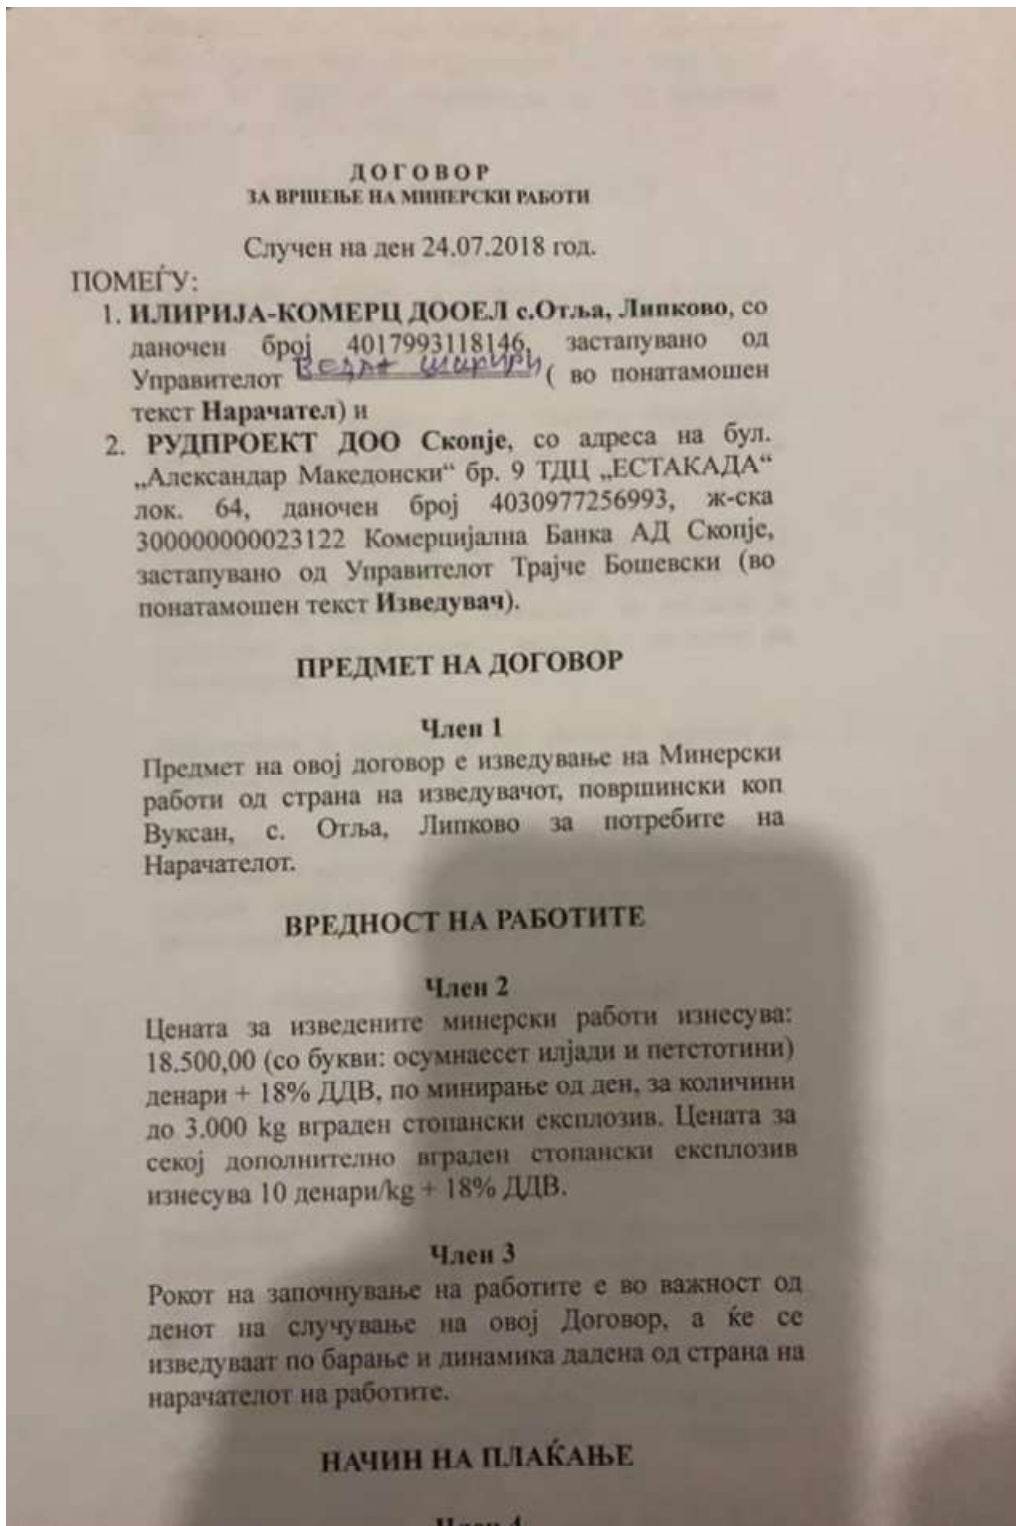 ДОГОВОР
ЗА ВРШЕЊЕ НА МИНЕРСКИ РАБОТИ
Случен на ден 24.07.2018 год.
ПОМЕЃУ:
1. ИЛИРИЈА-КОМЕРЦ ДООЕЛ с.Отља, Липково, со
даночен број 4017993118146, застапувано од
Управителот ( во понатамошен
текст Нарачател) и
2. РУДПРОЕКТ ДОО Скопје, со адреса на бул.
„Александар Македонски“ бр. 9 ТДЦ „ЕСТАКАДА“
лок. 64, даночен број 4030977256993, ж-ска
300000000023122 Комерцијална Банка АД Скопје,
застапувано од Управителот Трајче Бошевски (во
понатамошен текст Изведувач).
ПРЕДМЕТ НА ДОГОВОР
Член 1
Предмет на овој договор е изведување на Минерски
работи од страна на изведувачот, површински коп
Вуксан, с. Отља, Липково за потребите на
Нарачателот.
ВРЕДНОСТ НА РАБОТИТЕ
Член 2
Цената за изведените минерски работи изнесува:
18.500,00 (со букви: осумнаесет илјади и петстотини)
денари + 18% ДДВ, по минирање од ден, за количини
до 3.000 kg вграден стопански експлозив. Цената за
секој дополнително вграден стопански експлозив
изнесува 10 денари/kg + 18% ДДВ.
Член 3
Рокот на започнување на работите е во важност од
денот на случување на овој Договор, а ќе се
изведуваат по барање и динамика дадена од страна на
нарачателот на работите.
НАЧИН НА ПЛАЌАЊЕ
Член 4